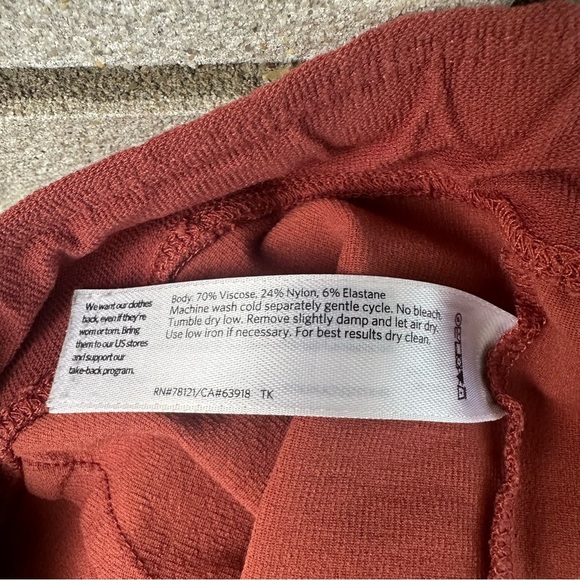 We want our clothes
back, even if they're
worn or torn. Bring
them to our US stores
and support our
take-back program.
Body: 70% Viscose, 24% Nylon, 6% Elastane
Machine wash cold separately gentle cycle. No bleach.
Tumble dry low. Remove slightly damp and let air dry.
Use low iron if necessary. For best results dry clean.
RN#78121/CA#63918 TK